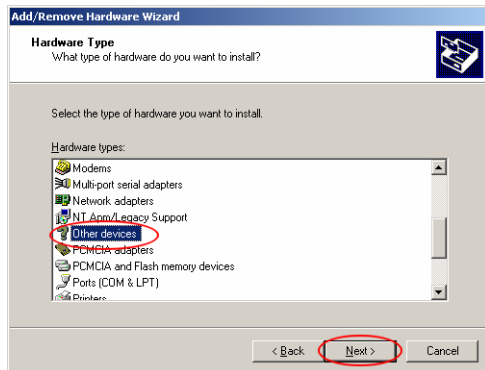 Add/Remove Hardware Wizard
Hardware Type
What type of hardware do you want to install?
Select the type of hardware you want to install.
Hardware types:
Modems
Multi-port serial adapters
Network adapters
NT Apm/Legacy Support
Other devices
PCMCIA adapters
PCMCIA and Flash memory devices
Ports (COM & LPT)
Printers
< Back
Next >
Cancel